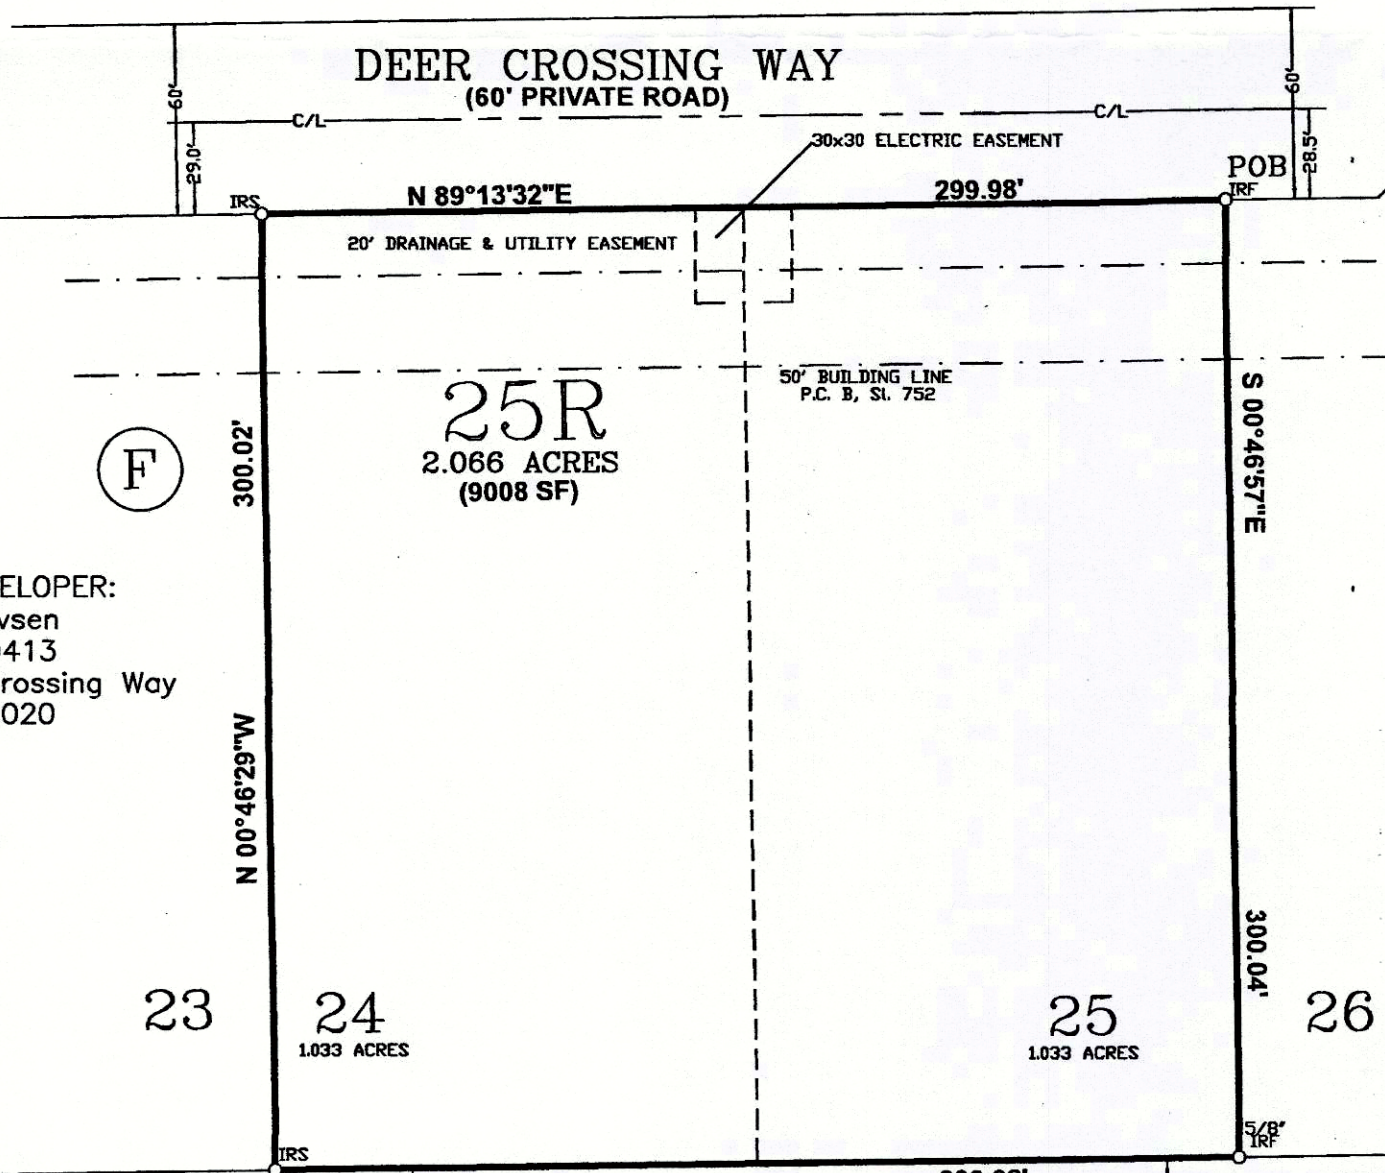 DEER CROSSING WAY
(60' PRIVATE ROAD)
60'
60'
C/L
C/L
30x30 ELECTRIC EASEMENT
29.0'
28.5'
POB
IRF
IRS
N 89°13'32"E
299.98'
20' DRAINAGE & UTILITY EASEMENT
50' BUILDING LINE
P.C. B, Sl. 752
25R
2.066 ACRES
(9008 SF)
F
300.02'
S 00°46'57"E
ELOPER:
vsen
413
rossing Way
020
N 00°46'29"W
300.04'
23
24
1.033 ACRES
25
1.033 ACRES
26
IRS
5/8"
IRF